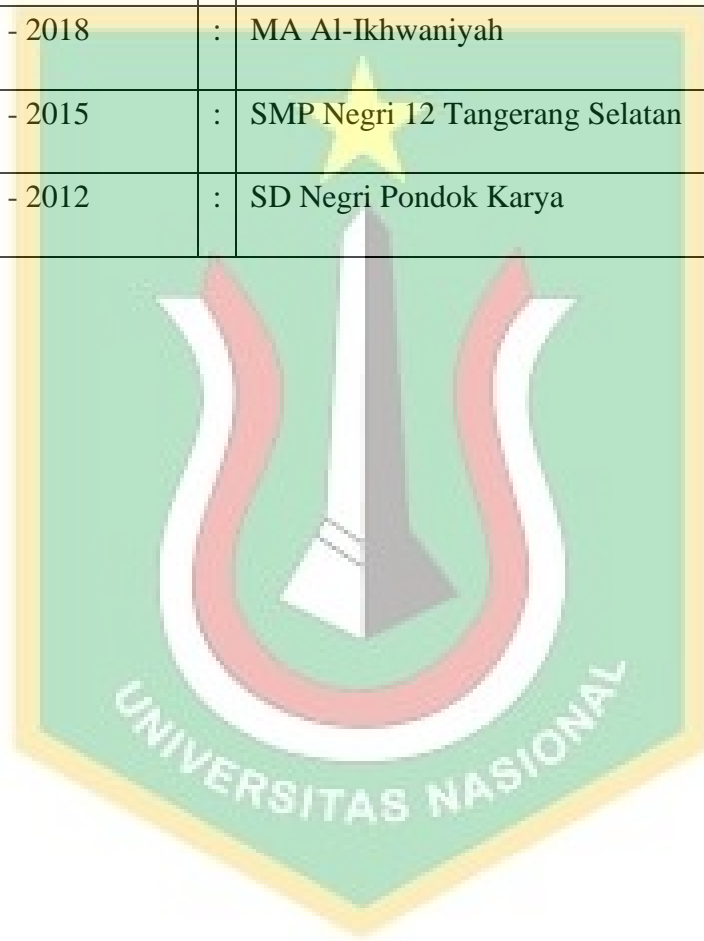 - 2018 : MA Al-Ikhwaniyah
- 2015 : SMP Negri 12 Tangerang Selatan
- 2012 : SD Negri Pondok Karya
UNIVERSITAS NASIONAL